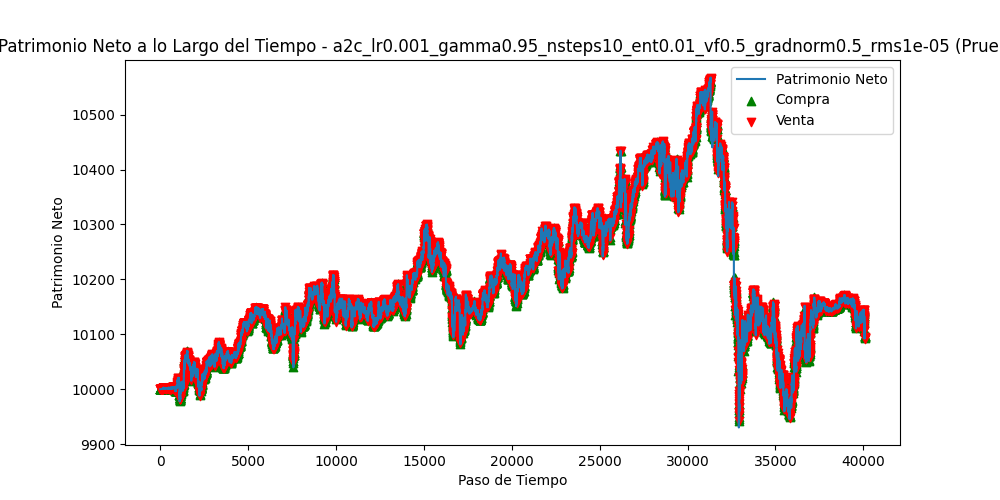 Patrimonio Neto a lo Largo del Tiempo - a2c_lr0.001_gamma0.95_nsteps10_ent0.01_vf0.5_gradnorm0.5_rms1e-05 (Prue
Patrimonio Neto
Compra
Venta
10500
10400
10300
10200
10100
10000
9900
Patrimonio Neto
0 5000 10000 15000 20000 25000 30000 35000 40000
Paso de Tiempo